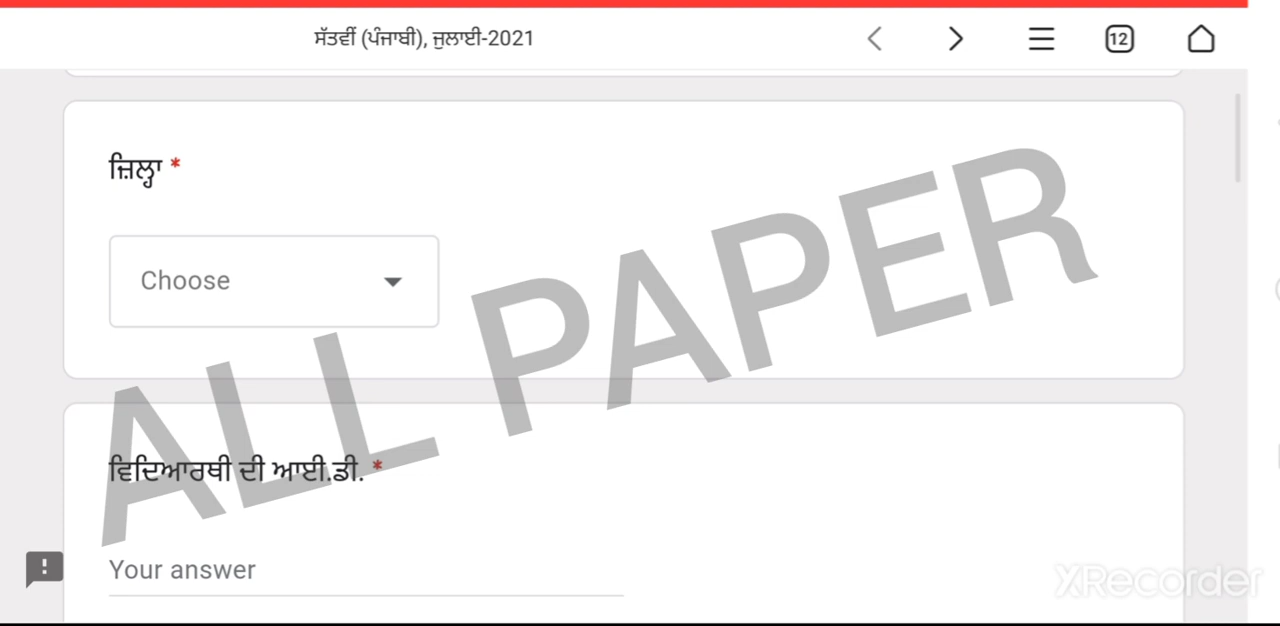 ਸੱਤਵੀਂ (ਪੰਜਾਬੀ), ਜੁਲਾਈ-2021
12
ਜ਼ਿਲ੍ਹਾ *
Choose
ALL PAPER
ਵਿਦਿਆਰਥੀ ਦੀ ਆਈ.ਡੀ. *
Your answer
XRecorder